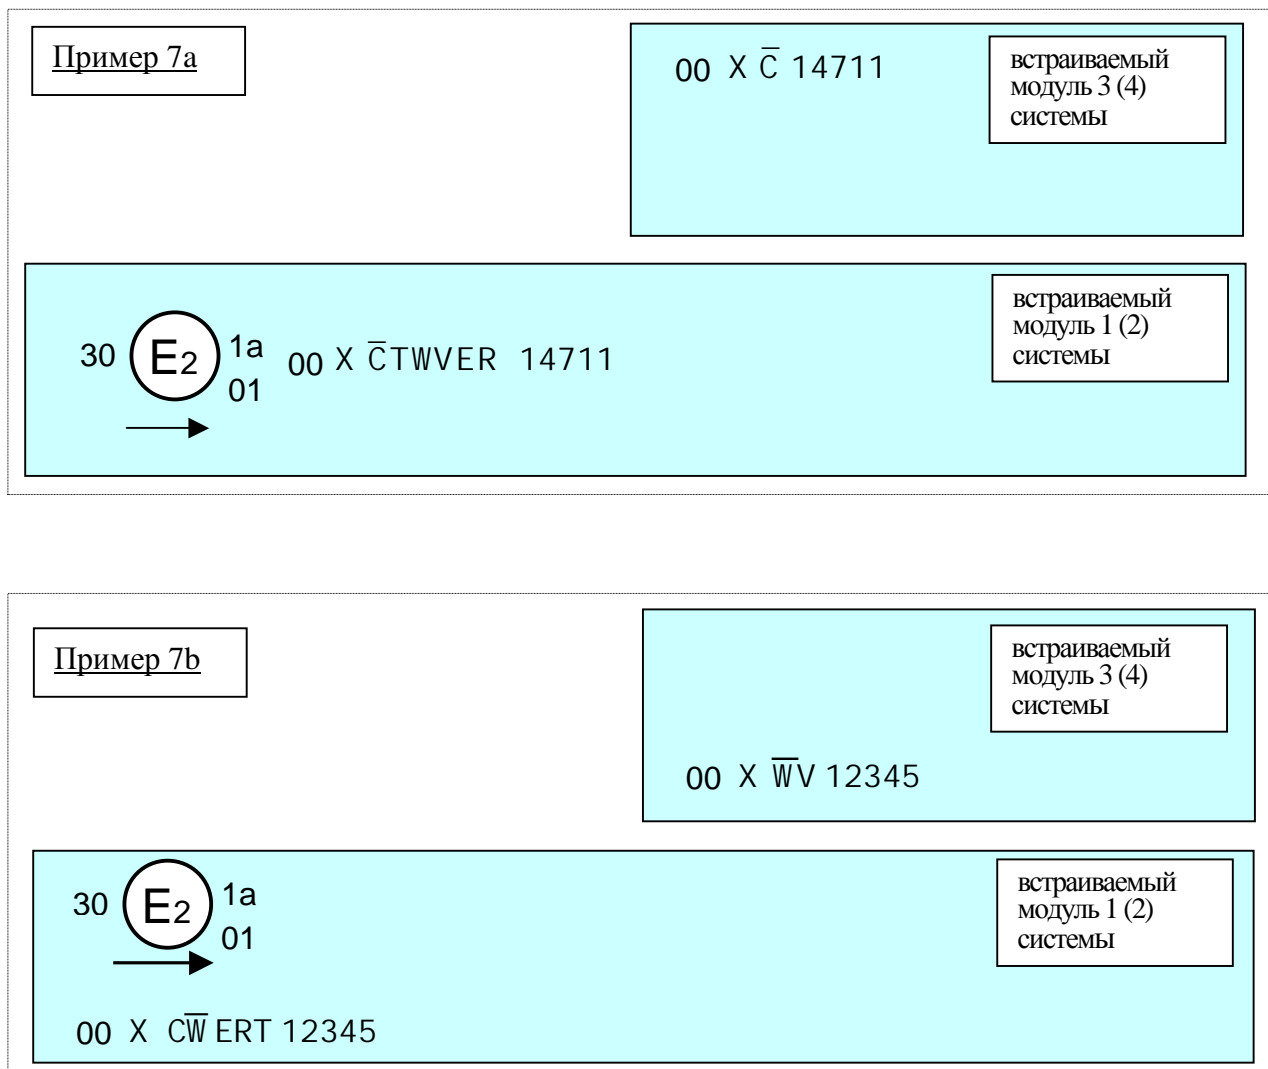 Пример 7a
00 X C̅ 14711
встраиваемый
модуль 3 (4)
системы
30 E2 1a
01
00 X C̅TWVER 14711
встраиваемый
модуль 1 (2)
системы
Пример 7b
встраиваемый
модуль 3 (4)
системы
00 X W̅V 12345
30 E2 1a
01
встраиваемый
модуль 1 (2)
системы
00 X CW̅ERT 12345